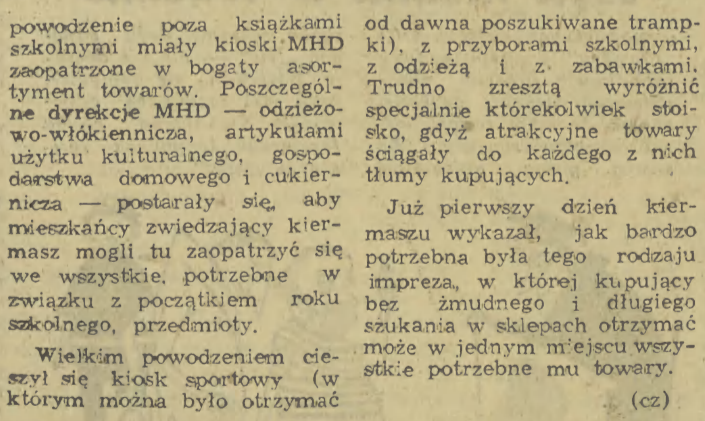 powodzenie poza książkami
szkolnymi miały kioski MHD
zaopatrzone w bogaty asor-
tyment towarów. Poszczegól-
ne dyrekcje MHD — odzieżo-
wo-włókiennicza, artykułami
użytku kulturalnego, gospo-
darstwa domowego i cukier-
nicza — postarały się, aby
mieszkańcy zwiedzający kier-
masz mogli tu zaopatrzyć się
we wszystkie, potrzebne w
związku z początkiem roku
szkolnego, przedmioty.
Wielkim powodzeniem cie-
szył się kiosk sportowy (w
którym można było otrzymać
od dawna poszukiwane tramp-
ki), z przyborami szkolnymi,
z odzieżą i z zabawkami.
Trudno zresztą wyróżnić
specjalnie którekolwiek stoi-
sko, gdyż atrakcyjne towary
ściągały do każdego z nich
tłumy kupujących.
Już pierwszy dzień kier-
maszu wykazał, jak bardzo
potrzebna była tego rodzaju
impreza, w której kupujący
bez żmudnego i długiego
szukania w sklepach otrzymać
może w jednym miejscu wszy-
stkie potrzebne mu towary.
(cz)